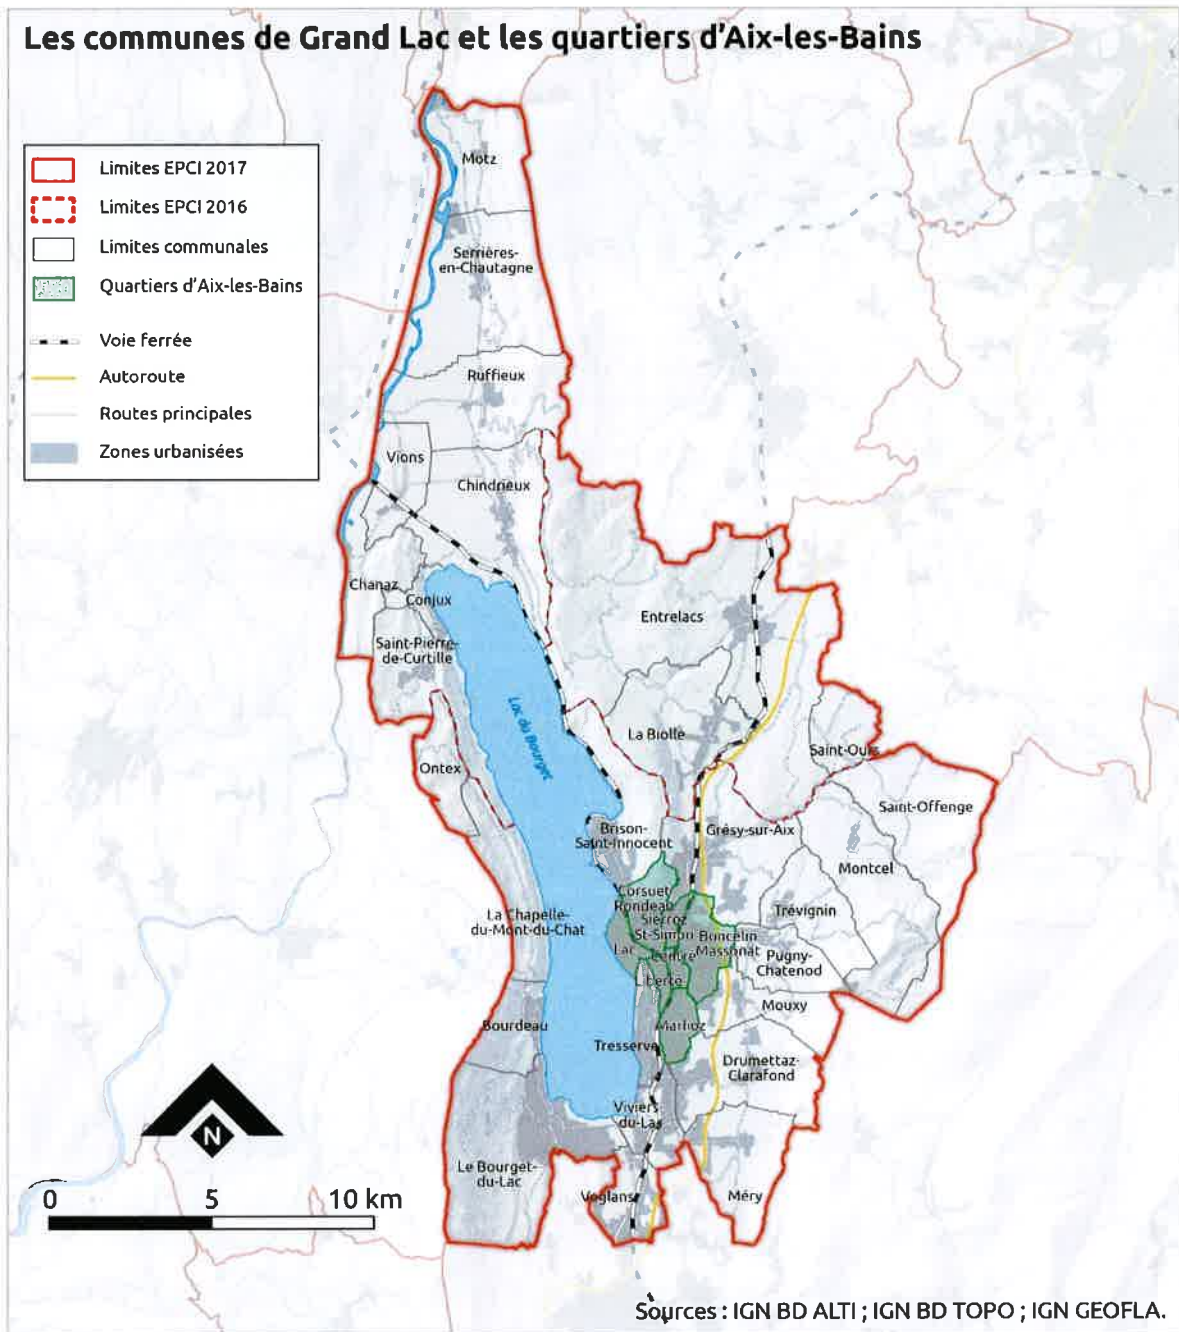 Les communes de Grand Lac et les quartiers d'Aix-les-Bains
Limites EPCI 2017
Limites EPCI 2016
Limites communales
Quartiers d'Aix-les-Bains
Voie ferrée
Autoroute
Routes principales
Zones urbanisées
Motz
Serrières-
en-Chautagne
Ruffieux
Vions
Chindrieux
Chanaz
Conjux
Entrelacs
Saint-Pierre-
de-Curtille
Lac du Bourget
La Biolle
Saint-Ours
Ontex
Saint-Offenge
Brison-
Saint-Innocent
Grésy-sur-Aix
Montcel
Corsuet
Rondeau
Sierroz
St-Simon
Trévignin
La Chapelle-
du-Mont-du-Chat
Lac
Centre
Boncelin
Massonat
Pugny-
Chatenod
Liberté
Mouxy
Bourdeau
Marlioz
Tresserve
Drumettaz-
Clarafond
Viviers-
du-Lac
Le Bourget-
du-Lac
Voglans
Méry
N
0 5 10 km
Sources : IGN BD ALTI ; IGN BD TOPO ; IGN GEOFLA.